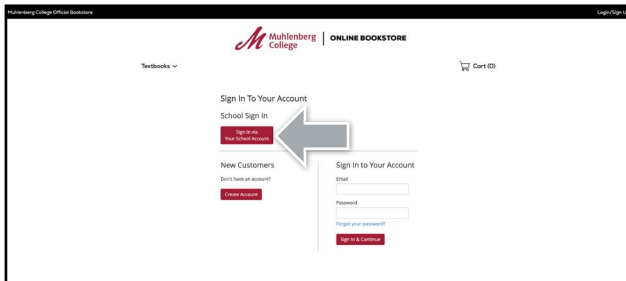 Muhlenberg College Official Bookstore
Login/Sign U
Muhlenberg
College
ONLINE BOOKSTORE
Textbooks
Cart (0)
Sign In To Your Account
School Sign In
Sign In via
Your School Account
New Customers
Don't have an account?
Create Account
Sign In to Your Account
Email
Password
Forgot your password?
Sign In & Continue